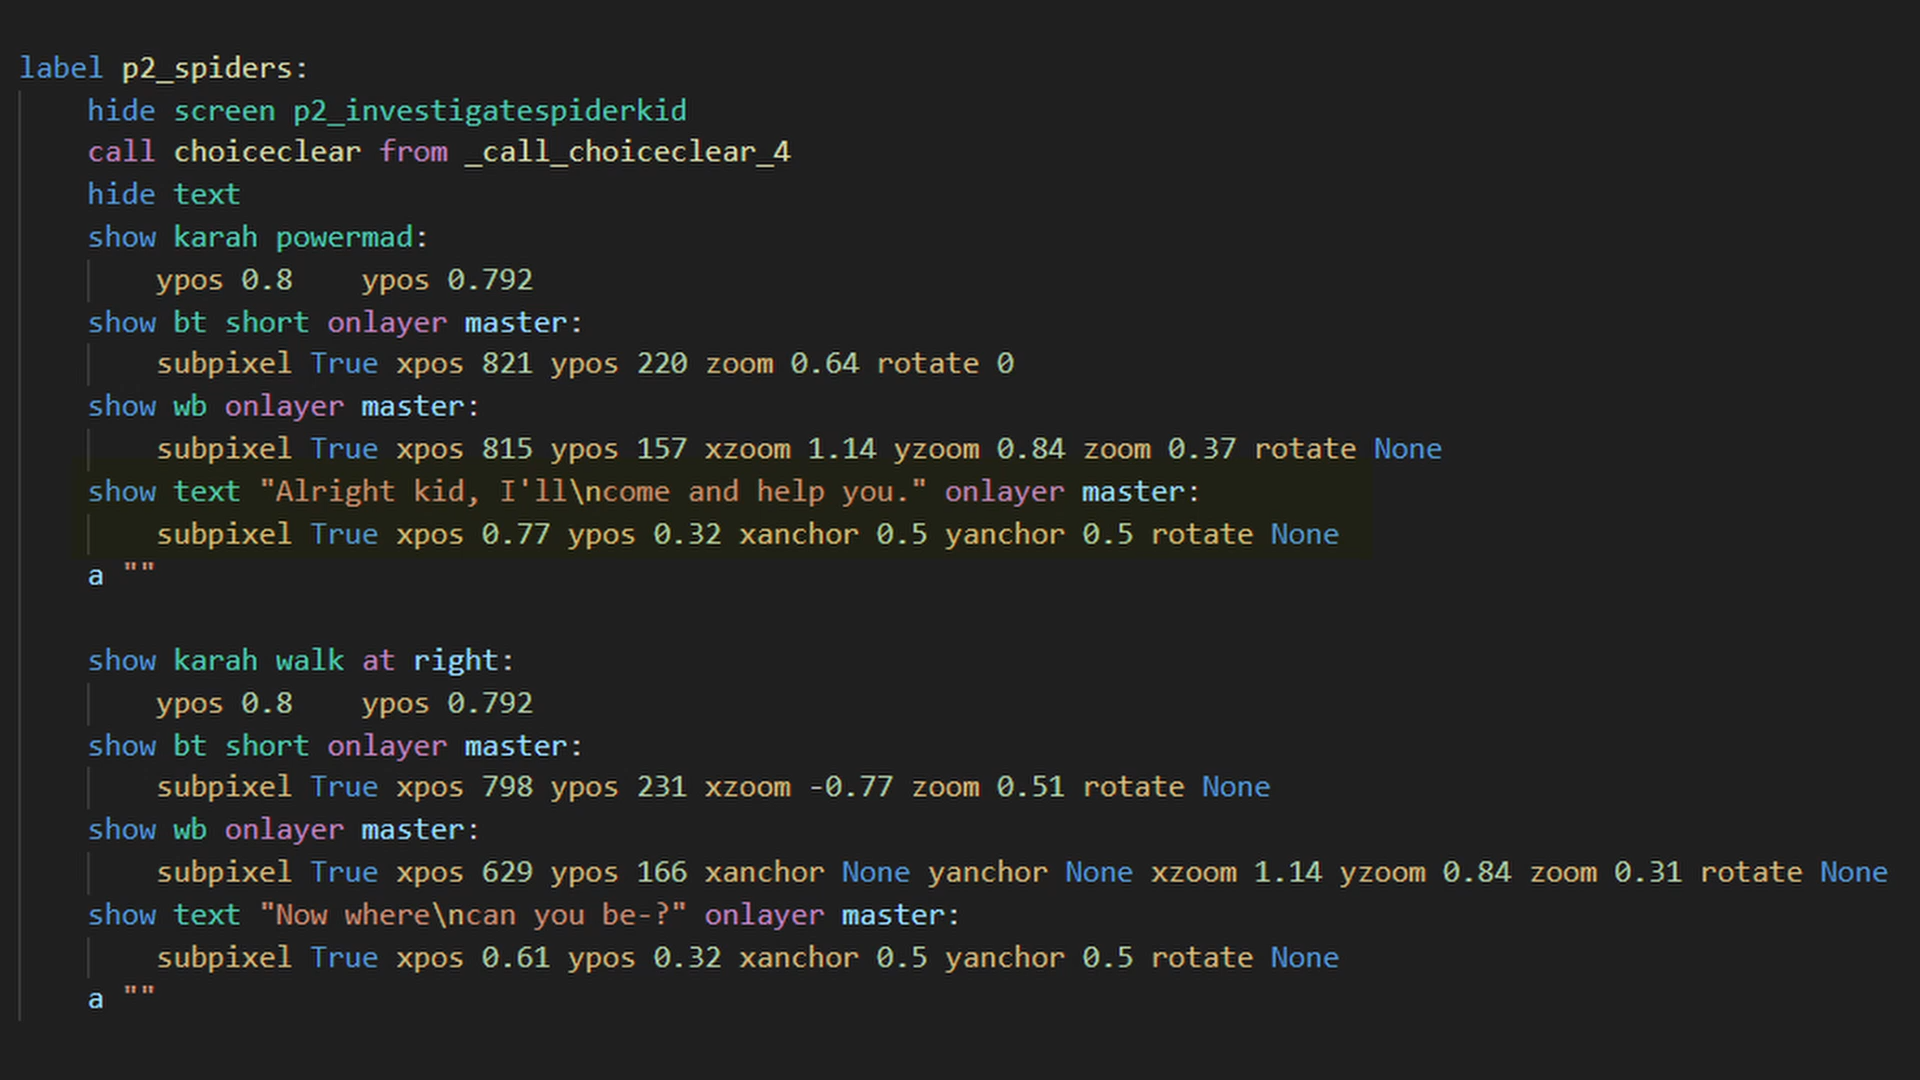 label p2_spiders:
    hide screen p2_investigatespiderkid
    call choiceclear from _call_choiceclear_4
    hide text
    show karah powermad:
        ypos 0.8    ypos 0.792
    show bt short onlayer master:
        subpixel True xpos 821 ypos 220 zoom 0.64 rotate 0
    show wb onlayer master:
        subpixel True xpos 815 ypos 157 xzoom 1.14 yzoom 0.84 zoom 0.37 rotate None
    show text "Alright kid, I'll\ncome and help you." onlayer master:
        subpixel True xpos 0.77 ypos 0.32 xanchor 0.5 yanchor 0.5 rotate None
    a ""
    show karah walk at right:
        ypos 0.8    ypos 0.792
    show bt short onlayer master:
        subpixel True xpos 798 ypos 231 xzoom -0.77 zoom 0.51 rotate None
    show wb onlayer master:
        subpixel True xpos 629 ypos 166 xanchor None yanchor None xzoom 1.14 yzoom 0.84 zoom 0.31 rotate None
    show text "Now where\ncan you be-?" onlayer master:
        subpixel True xpos 0.61 ypos 0.32 xanchor 0.5 yanchor 0.5 rotate None
    a ""